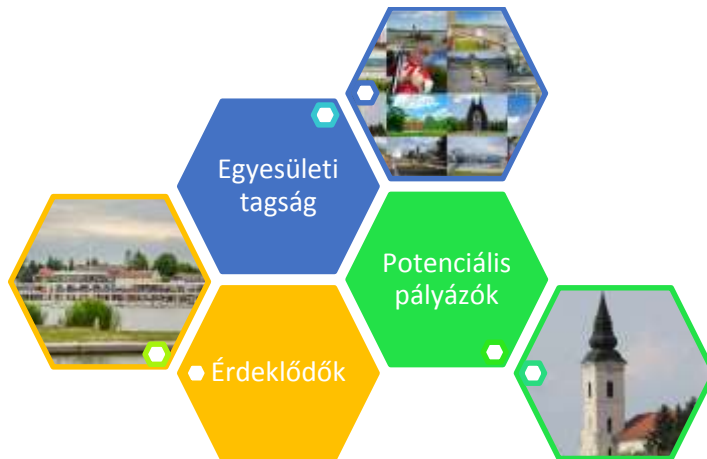 Egyesületi
tagság
Potenciális
pályázók
Érdeklődők